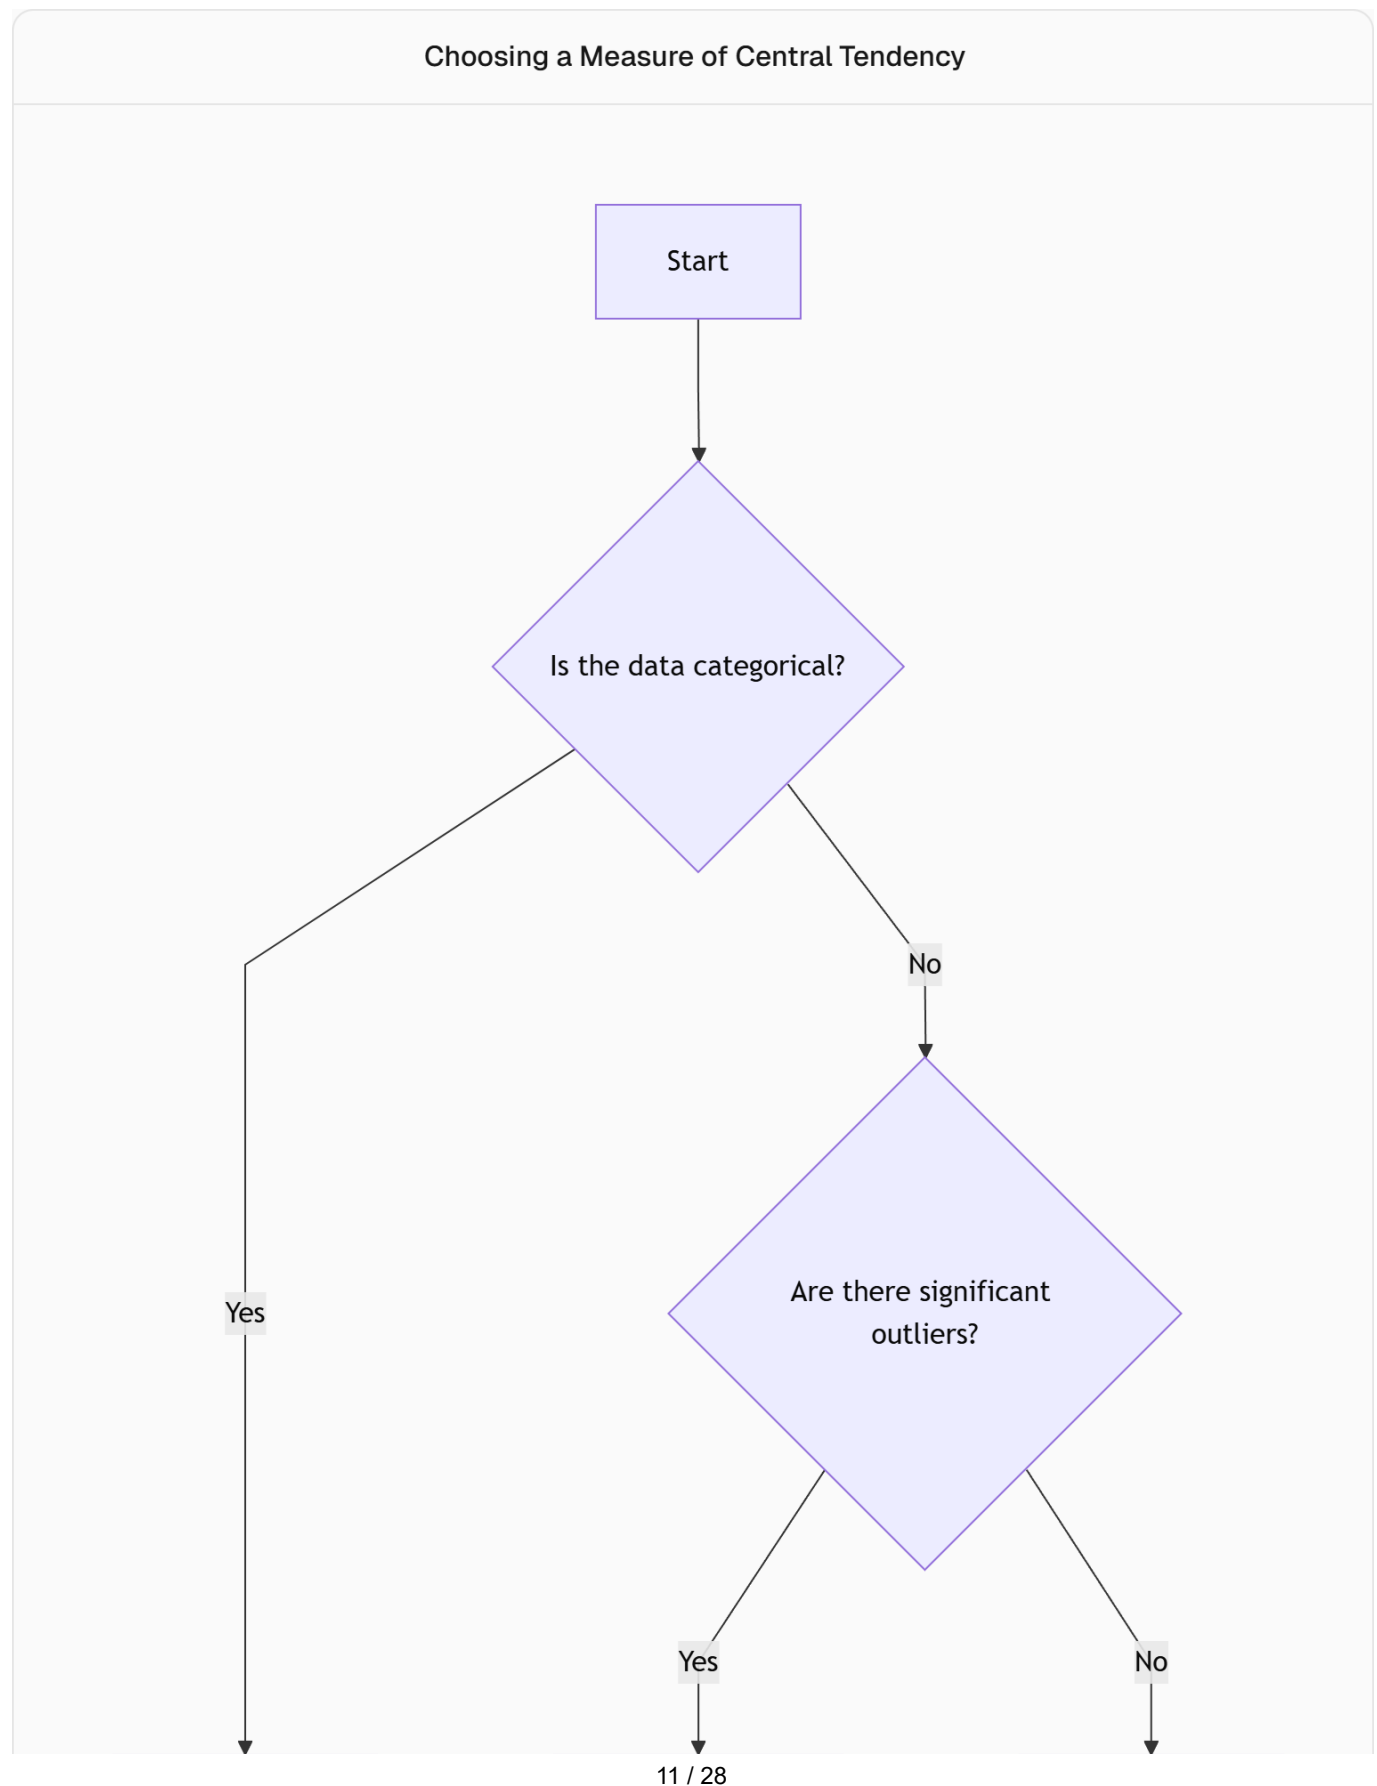 Choosing a Measure of Central Tendency
Start
Is the data categorical?
No
Are there significant
outliers?
Yes
Yes
No
11 / 28